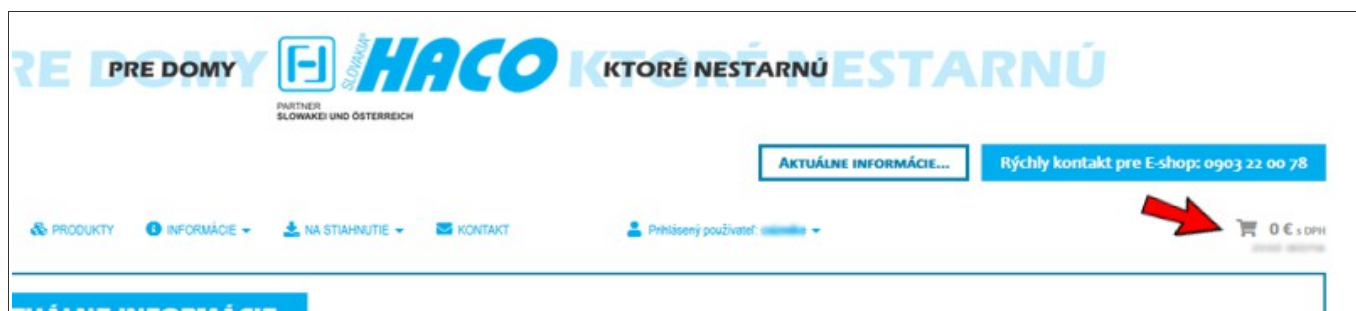 RE DOMY KTORÉ NESTARNÚ
PRE DOMY
SLOVAKIA®
HACO
KTORÉ NESTARNÚ
PARTNER
SLOWAKEI UND ÖSTERREICH
AKTUÁLNE INFORMÁCIE...
Rýchly kontakt pre E-shop: 0903 22 00 78
PRODUKTY INFORMÁCIE NA STIAHNUTIE KONTAKT Prihlásený používateľ: 0 € s DPH